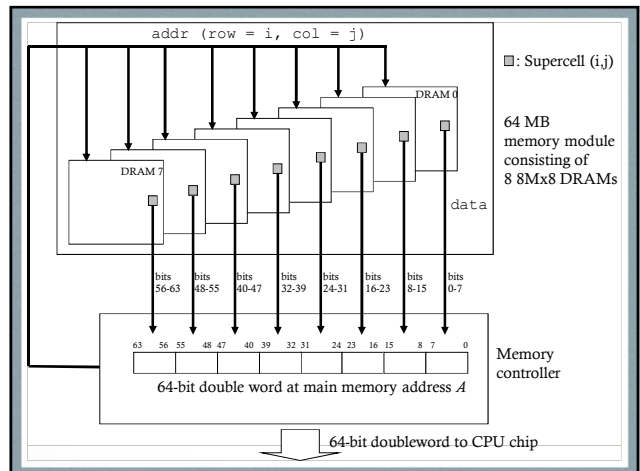 addr (row = i, col = j)
: Supercell (i,j)
DRAM 0
64 MB
memory module
consisting of
8 8Mx8 DRAMs
DRAM 7
data
bits
56-63
bits
48-55
bits
40-47
bits
32-39
bits
24-31
bits
16-23
bits
8-15
bits
0-7
63 56 55 48 47 40 39 32 31 24 23 16 15 8 7 0
Memory
controller
64-bit double word at main memory address A
64-bit doubleword to CPU chip